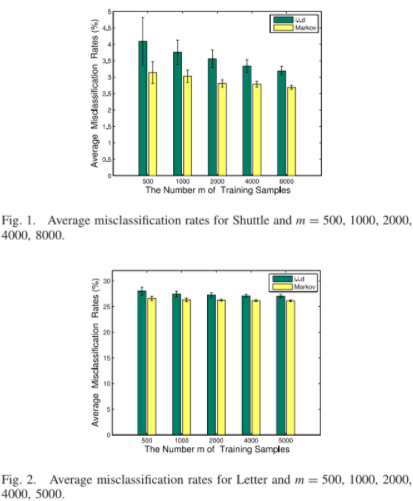 5
4.5
4
3.5
3
2.5
2
1.5
1
0.5
0
Average Misclassification Rates (%)
i.i.d
Markov
500 1000 2000 4000 8000
The Number m of Training Samples
Fig. 1. Average misclassification rates for Shuttle and m = 500, 1000, 2000,
4000, 8000.
30
25
20
15
10
5
0
Average Misclassification Rates (%)
i.i.d
Markov
500 1000 2000 4000 5000
The Number m of Training Samples
Fig. 2. Average misclassification rates for Letter and m = 500, 1000, 2000,
4000, 5000.